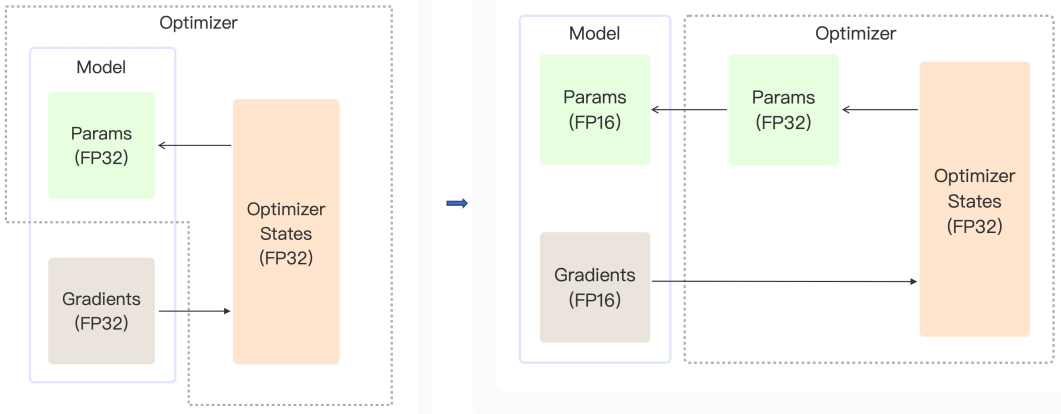 Optimizer
Model
Params
(FP32)
Optimizer
States
(FP32)
Gradients
(FP32)
Model
Optimizer
Params
(FP16)
Params
(FP32)
Optimizer
States
(FP32)
Gradients
(FP16)